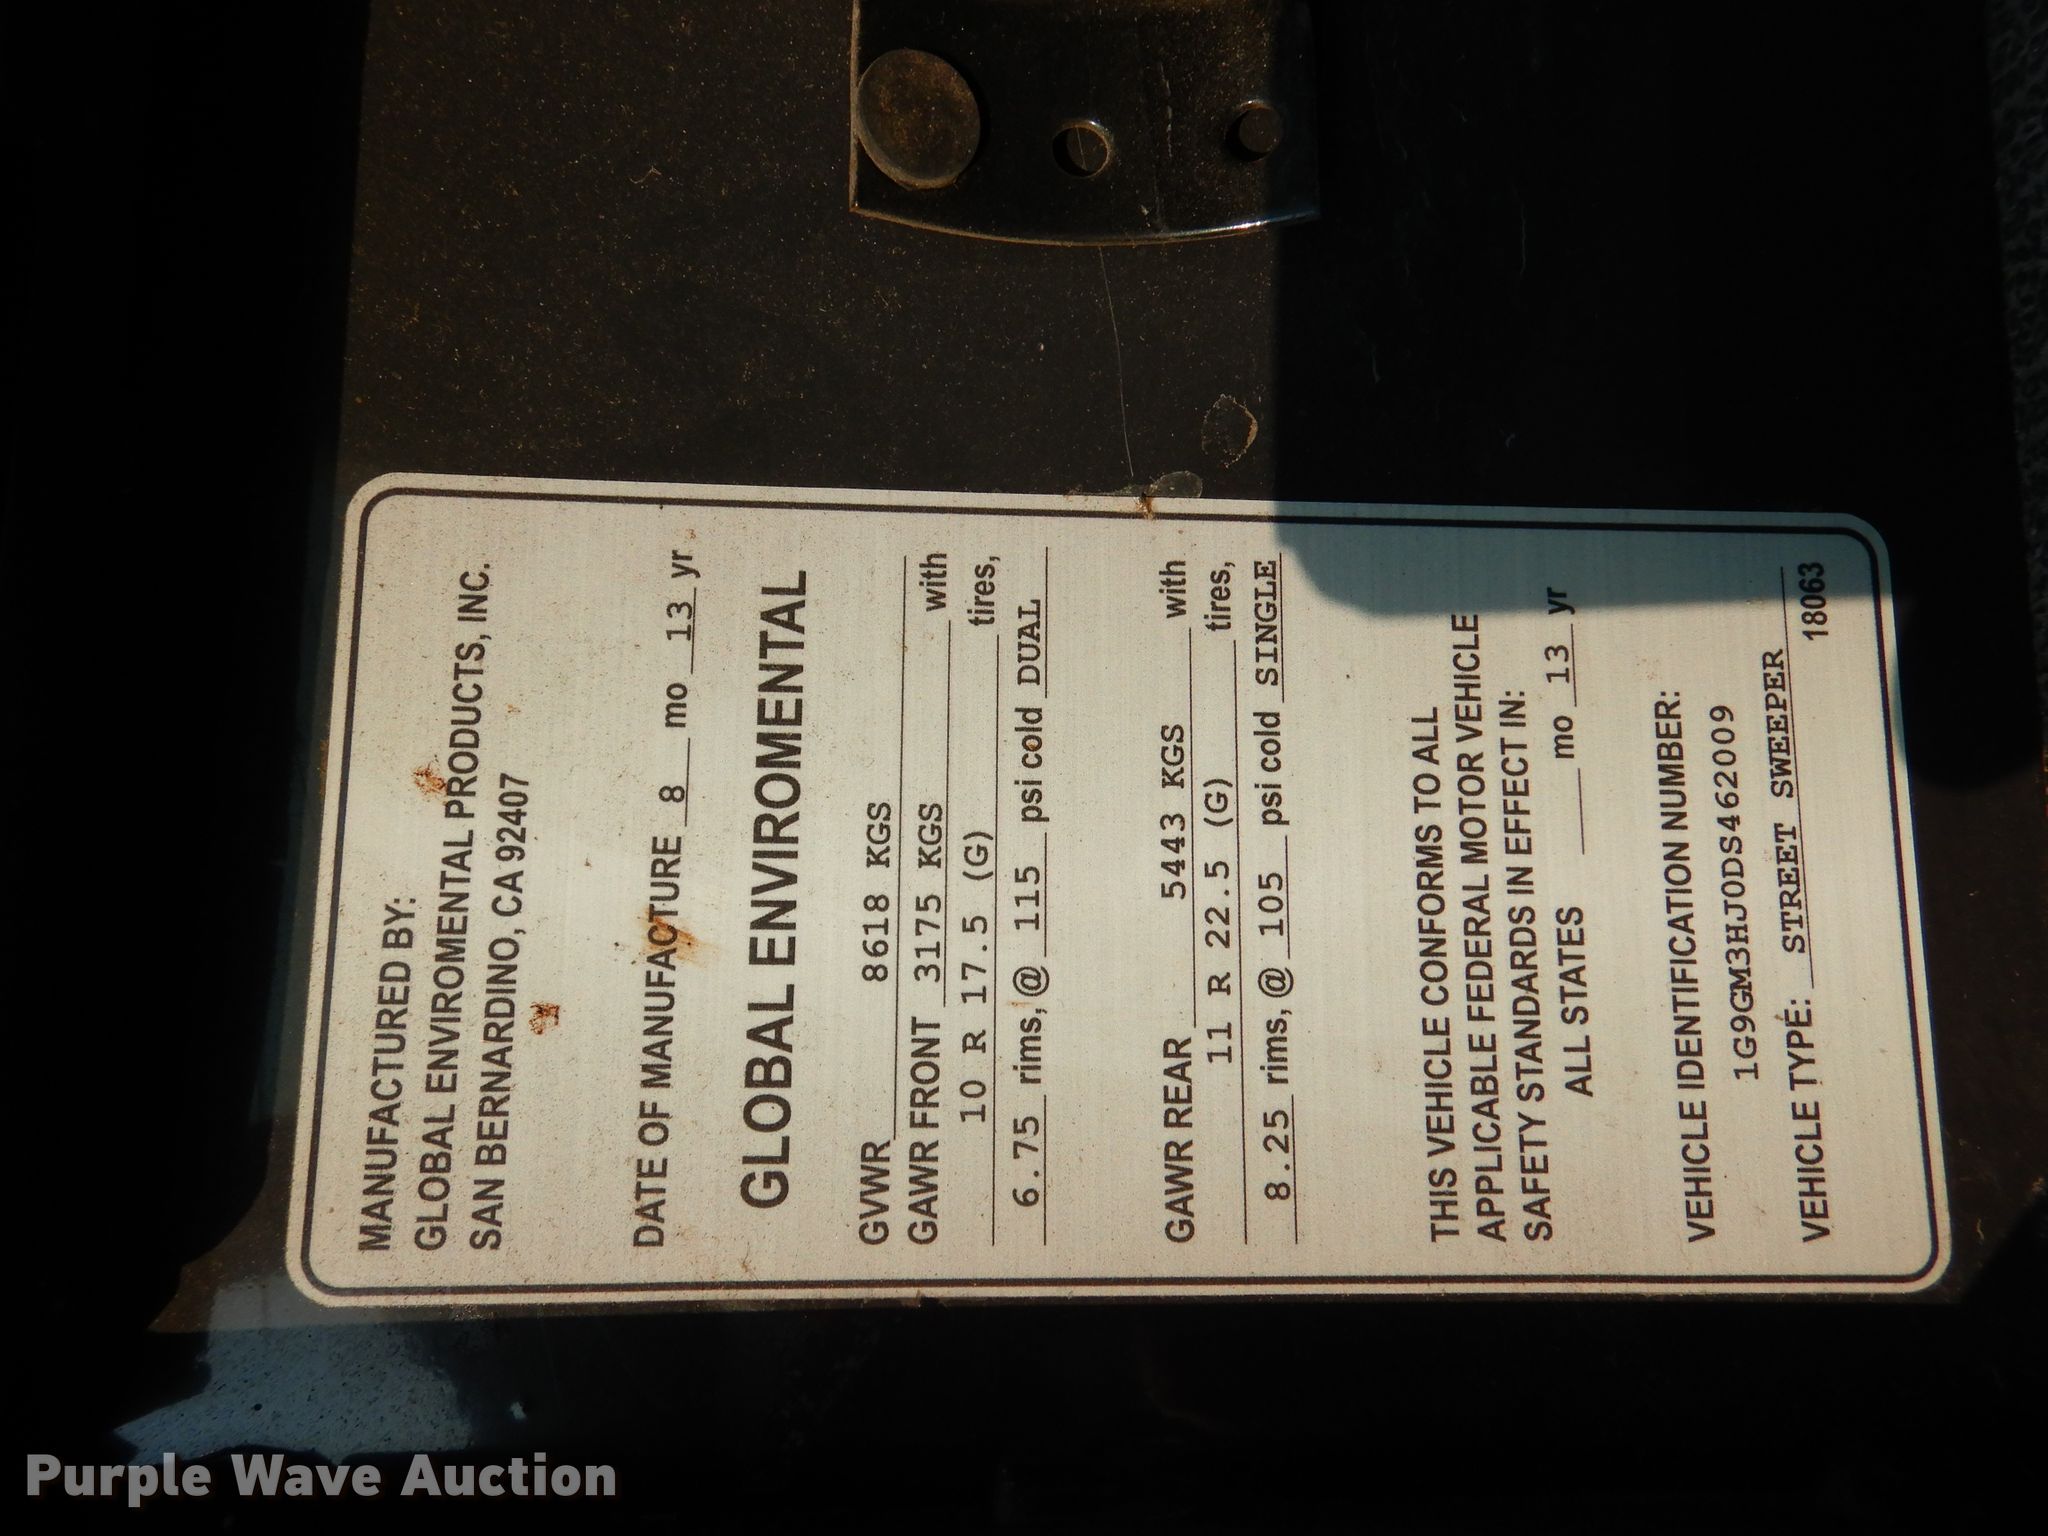 MANUFACTURED BY:
GLOBAL ENVIROMENTAL PRODUCTS, INC.
SAN BERNARDINO, CA 92407
DATE OF MANUFACTURE 8 mo 13 yr
GLOBAL ENVIROMENTAL
GVWR 8618 KGS
GAWR FRONT 3175 KGS with
10 R 17.5 (G) tires,
6.75 rims, @ 115 psi cold DUAL
GAWR REAR 5443 KGS with
11 R 22.5 (G) tires,
8.25 rims, @ 105 psi cold SINGLE
THIS VEHICLE CONFORMS TO ALL
APPLICABLE FEDERAL MOTOR VEHICLE
SAFETY STANDARDS IN EFFECT IN:
ALL STATES mo 13 yr
VEHICLE IDENTIFICATION NUMBER:
1G9GM3HJ0DS462009
VEHICLE TYPE: STREET SWEEPER
18063
Purple Wave Auction